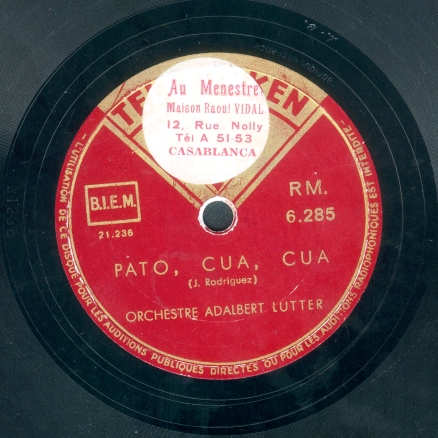 Au Menestrel
Maison Raoul VIDAL
12, Rue Nolly
Tél A 51-53
CASABLANCA
B.I.E.M.
21.236
RM.
6.285
PATO, CUA, CUA
(J. Rodriguez)
ORCHESTRE ADALBERT LUTTER
L'UTILISATION DE CE DISQUE POUR LES AUDITIONS PUBLIQUES DIRECTES OU POUR LES AUDITIONS RADIOPHONIQUES EST INTERDITE